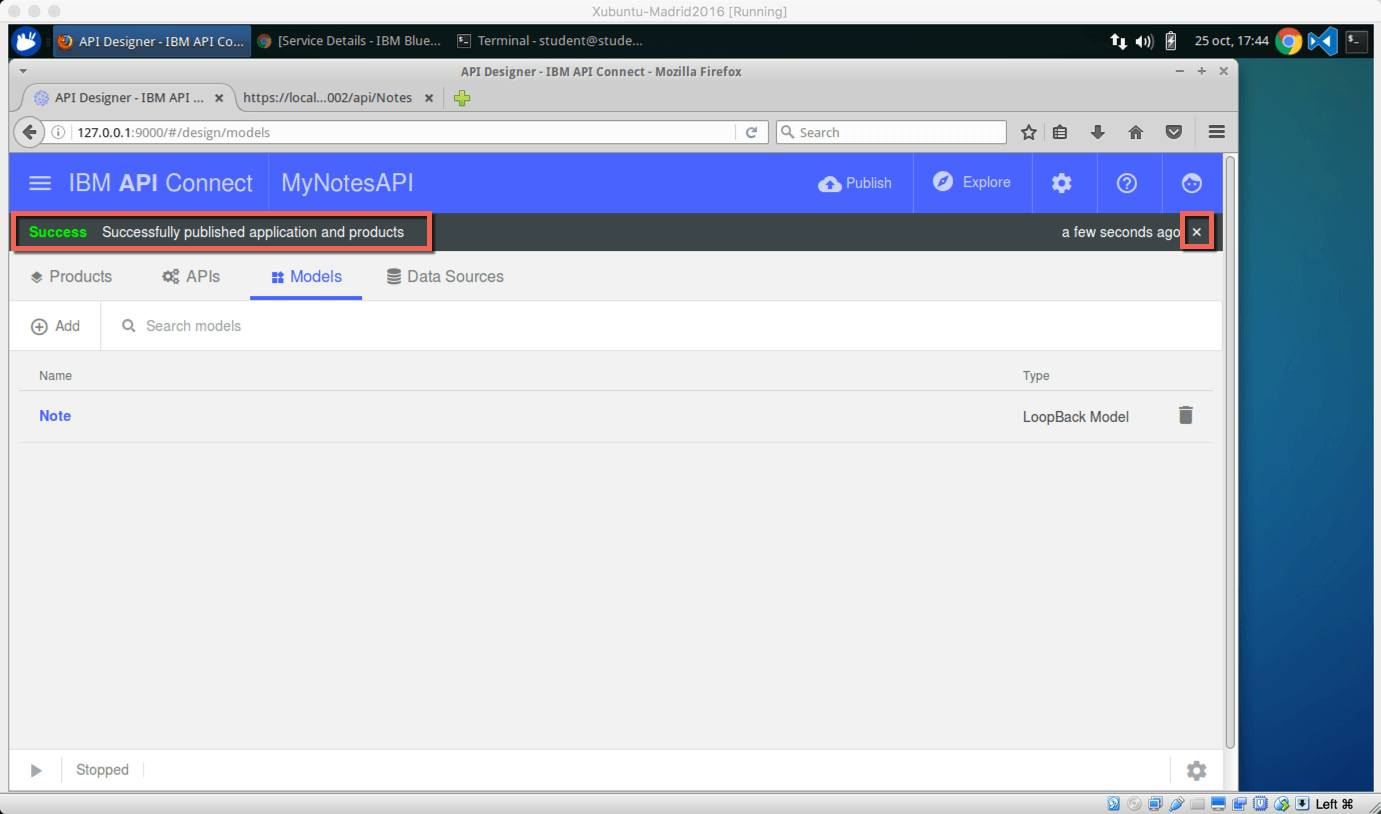 Xubuntu-Madrid2016 [Running]
API Designer - IBM API Co... [Service Details - IBM Blue... Terminal - student@stude... 25 oct, 17:44
API Designer - IBM API Connect - Mozilla Firefox
API Designer - IBM API ... https://local...002/api/Notes
127.0.0.1:9000/#/design/models Search
IBM API Connect MyNotesAPI Publish Explore
Success Successfully published application and products a few seconds ago
Products APIs Models Data Sources
Add Search models
Name Type
Note LoopBack Model
Stopped
Left ⌘